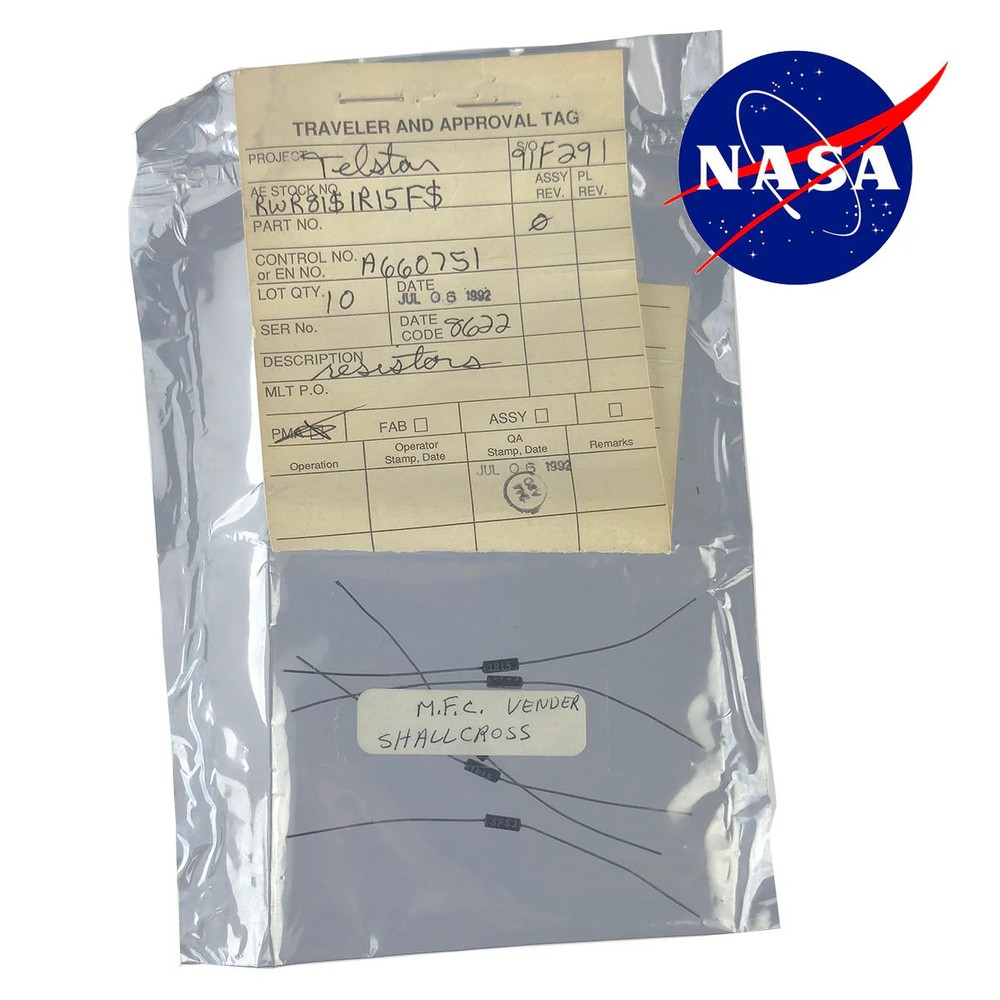 NASA
TRAVELER AND APPROVAL TAG
PROJECT Telstar S/O 91F291
AE STOCK NO. RWR81$1R15F$ ASSY REV. PL REV.
PART NO. Ø
CONTROL NO. or EN NO. A660751
LOT QTY. 10 DATE JUL 06 1992
SER No. DATE CODE 8622
DESCRIPTION resistors
MLT P.O.
PMA FAB ASSY
Operation Operator Stamp, Date QA Stamp, Date Remarks
JUL 06 1992
1R15
M.F.C. VENDER
SHALLCROSS